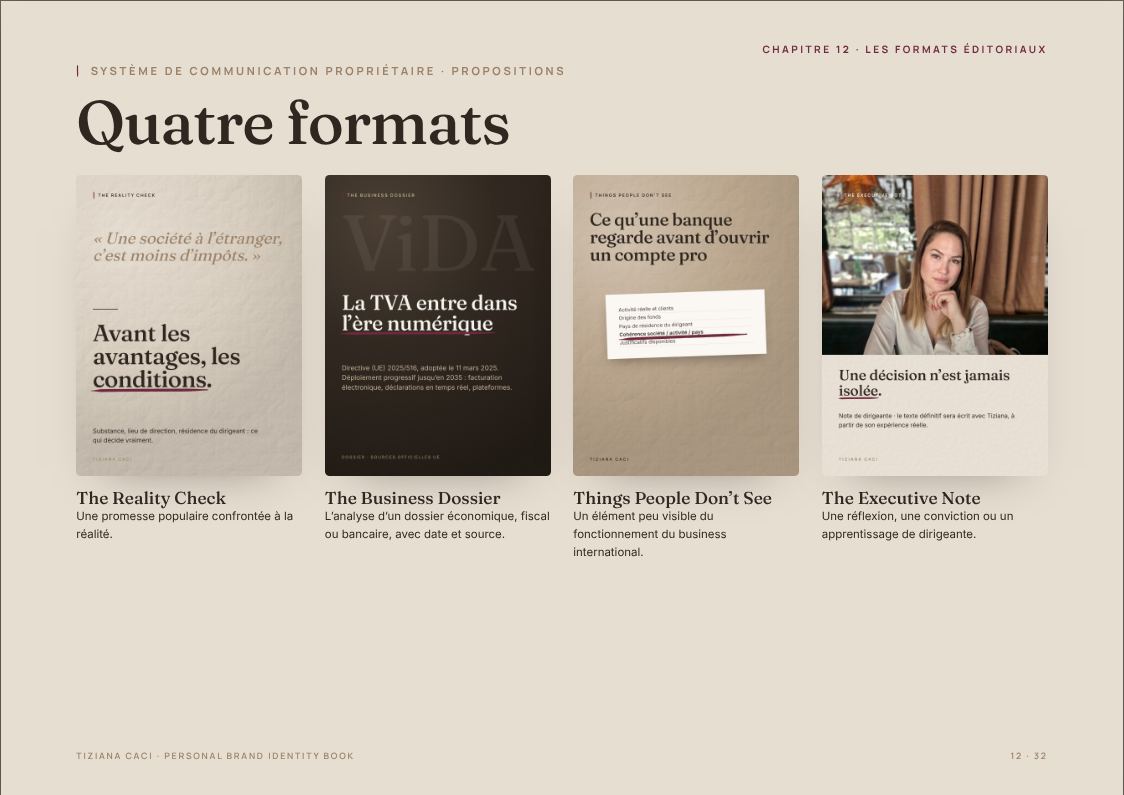 CHAPITRE 12 · LES FORMATS ÉDITORIAUX
SYSTÈME DE COMMUNICATION PROPRIÉTAIRE · PROPOSITIONS
Quatre formats
THE REALITY CHECK
« Une société à l’étranger,
c’est moins d’impôts. »
Avant les
avantages, les
conditions.
Substance, lieu de direction, résidence du dirigeant : ce
qui décide vraiment.
TIZIANA CACI
THE BUSINESS DOSSIER
ViDA
La TVA entre dans
l’ère numérique
Directive (UE) 2025/516, adoptée le 11 mars 2025.
Déploiement progressif jusqu’en 2035 : facturation
électronique, déclarations en temps réel, plateformes.
DOSSIER · SOURCES OFFICIELLES UE
THINGS PEOPLE DON’T SEE
Ce qu’une banque
regarde avant d’ouvrir
un compte pro
Activité réelle et clients
Origine des fonds
Pays de résidence du dirigeant
Cohérence société / activité / pays
Justificatifs disponibles
TIZIANA CACI
THE EXECUTIVE NOTE
Une décision n’est jamais
isolée.
Note de dirigeante · le texte définitif sera écrit avec Tiziana, à
partir de son expérience réelle.
TIZIANA CACI
The Reality Check
Une promesse populaire confrontée à la
réalité.
The Business Dossier
L’analyse d’un dossier économique, fiscal
ou bancaire, avec date et source.
Things People Don’t See
Un élément peu visible du
fonctionnement du business
international.
The Executive Note
Une réflexion, une conviction ou un
apprentissage de dirigeante.
TIZIANA CACI · PERSONAL BRAND IDENTITY BOOK
12 · 32